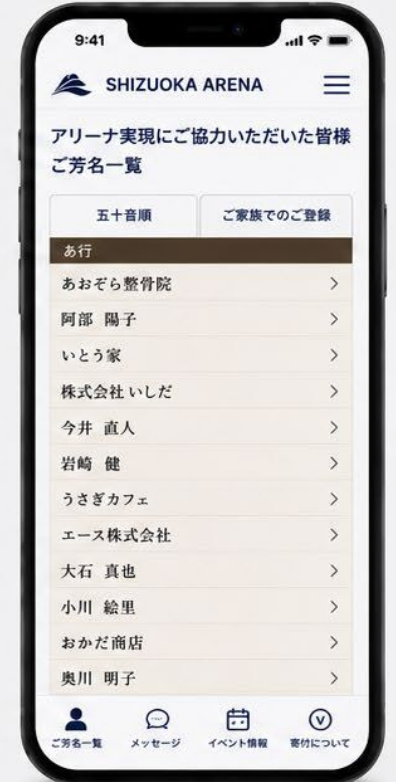 9:41
SHIZUOKA ARENA
アリーナ実現にご協力いただいた皆様
ご芳名一覧
五十音順 ご家族でのご登録
あ行
あおぞら整骨院
阿部 陽子
いとう家
株式会社 いしだ
今井 直人
岩崎 健
うさぎカフェ
エース株式会社
大石 真也
小川 絵里
おかだ商店
奥川 明子
ご芳名一覧 メッセージ イベント情報 寄付について